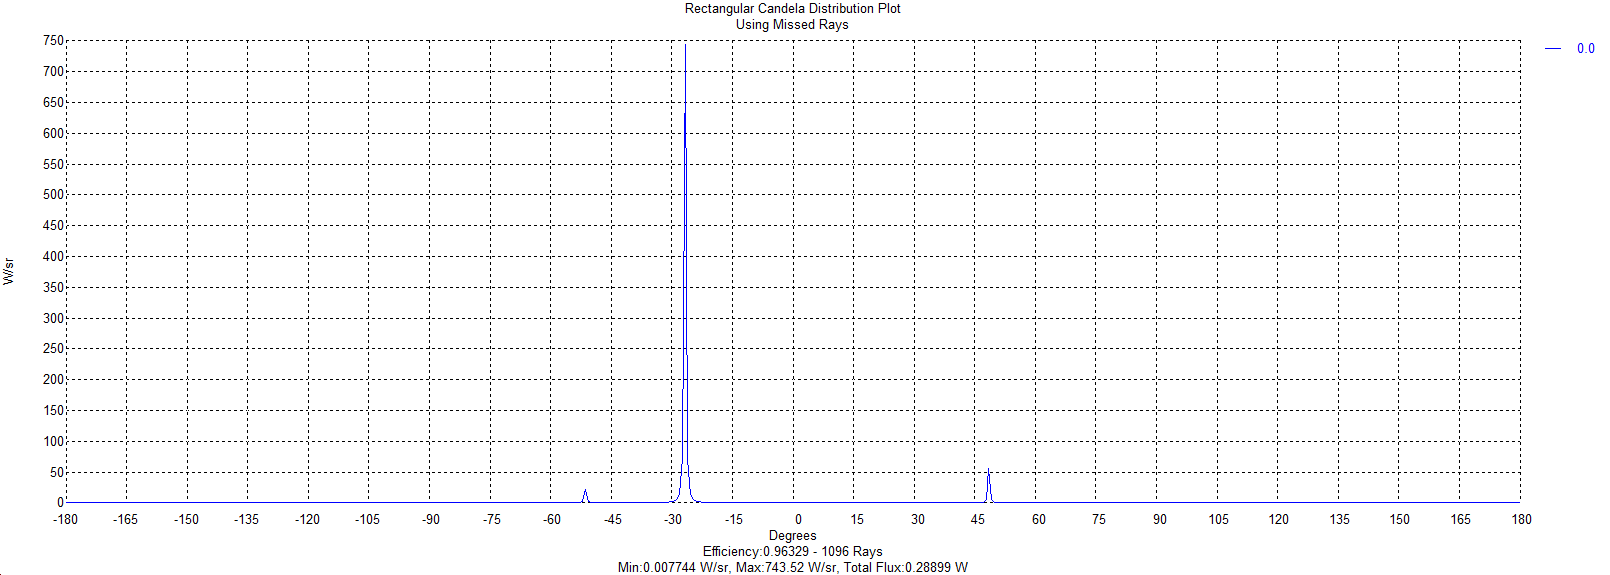 Rectangular Candela Distribution Plot
Using Missed Rays
0.0
750
700
650
600
550
500
450
400
350
300
250
200
150
100
50
0
W/sr
-180 -165 -150 -135 -120 -105 -90 -75 -60 -45 -30 -15 0 15 30 45 60 75 90 105 120 135 150 165 180
Degrees
Efficiency:0.96329 - 1096 Rays
Min:0.007744 W/sr, Max:743.52 W/sr, Total Flux:0.28899 W